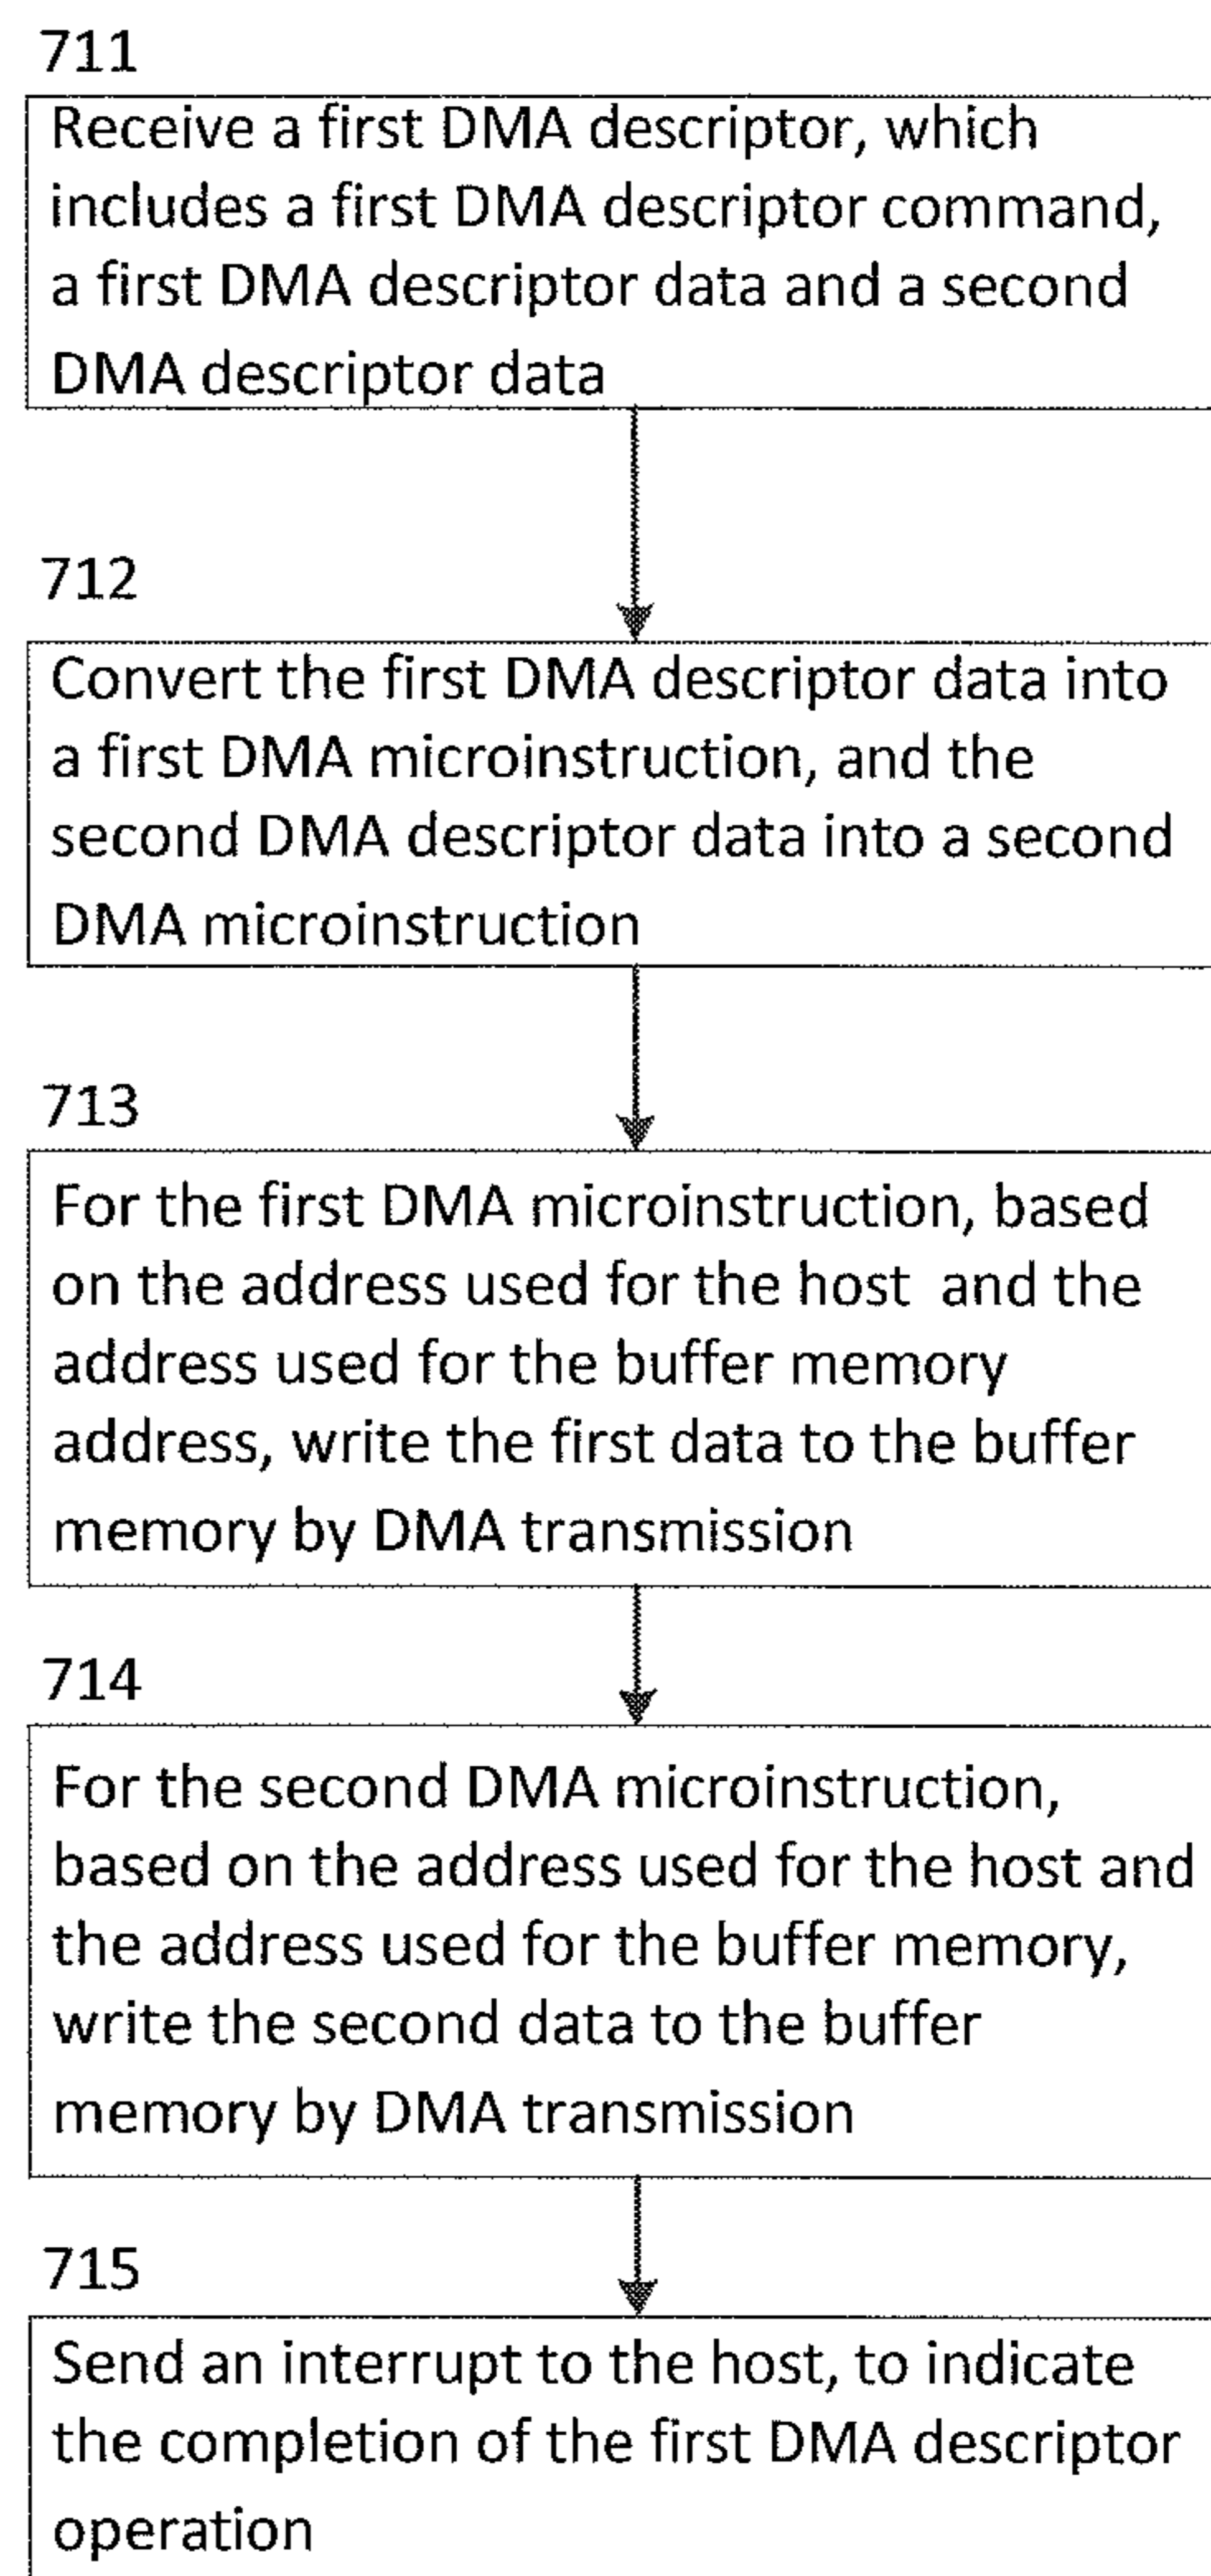 711
Receive a first DMA descriptor, which
includes a first DMA descriptor command,
a first DMA descriptor data and a second
DMA descriptor data
712
Convert the first DMA descriptor data into
a first DMA microinstruction, and the
second DMA descriptor data into a second
DMA microinstruction
713
For the first DMA microinstruction, based
on the address used for the host and the
address used for the buffer memory
address, write the first data to the buffer
memory by DMA transmission
714
For the second DMA microinstruction,
based on the address used for the host and
the address used for the buffer memory,
write the second data to the buffer
memory by DMA transmission
715
Send an interrupt to the host, to indicate
the completion of the first DMA descriptor
operation